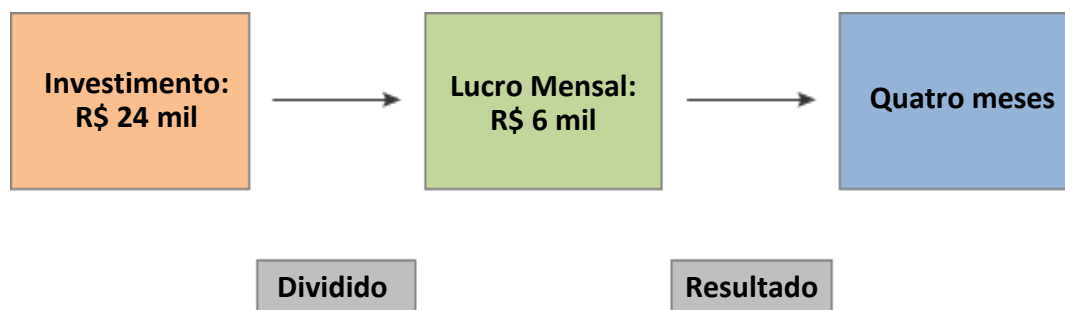 Investimento:
R$ 24 mil
Lucro Mensal:
R$ 6 mil
Quatro meses
Dividido
Resultado